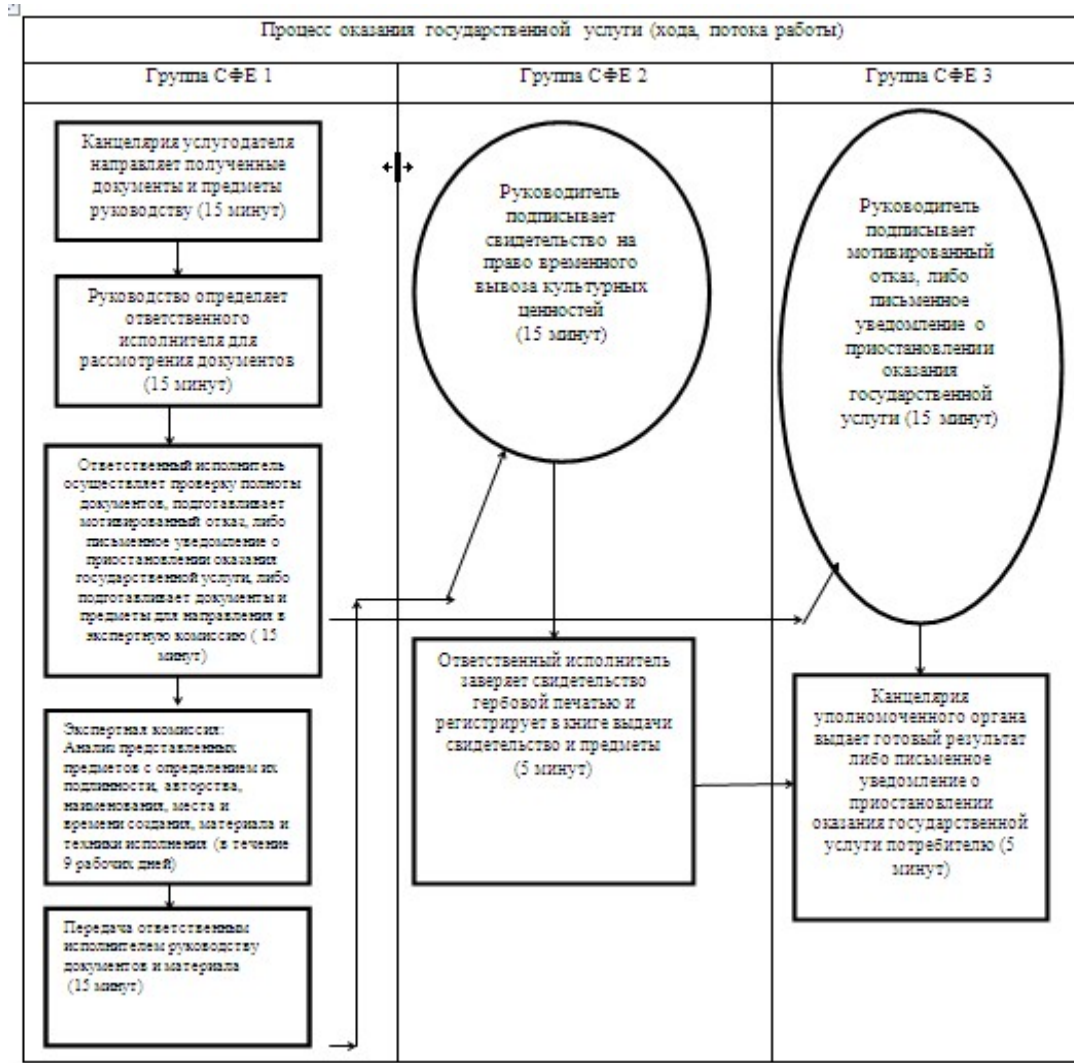 Процесс оказания государственной услуги (хода, потока работы)
Группа СФЕ 1
Группа СФЕ 2
Группа СФЕ 3
Канцелярия услугодателя
направляет полученные
документы и предметы
руководству (15 минут)
Руководство определяет
ответственного
исполнителя для
рассмотрения документов
(15 минут)
Ответственный исполнитель
осуществляет проверку полноты
документов, подготавливает
мотивированный отказ, либо
письменное уведомление о
приостановлении оказания
государственной услуги, либо
подготавливает документы и
предметы для направления в
экспертную комиссию ( 15
минут)
Экспертная комиссия:
Анализ представленных
предметов с определением их
подлинности, авторства,
наименования, места и
времени создания, материала и
техники исполнения (в течение
9 рабочих дней)
Передача ответственным
исполнителем руководству
документов и материала
(15 минут)
Руководитель
подписывает
свидетельство на
право временного
вывоза культурных
ценностей
(15 минут)
Ответственный исполнитель
заверяет свидетельство
гербовой печатью и
регистрирует в книге выдачи
свидетельство и предметы
(5 минут)
Руководитель
подписывает
мотивированный
отказ, либо
письменное
уведомление о
приостановлении
оказания
государственной
услуги (15 минут)
Канцелярия
уполномоченного органа
выдает готовый результат
либо письменное
уведомление о
приостановлении
оказания государственной
услуги потребителю (5
минут)